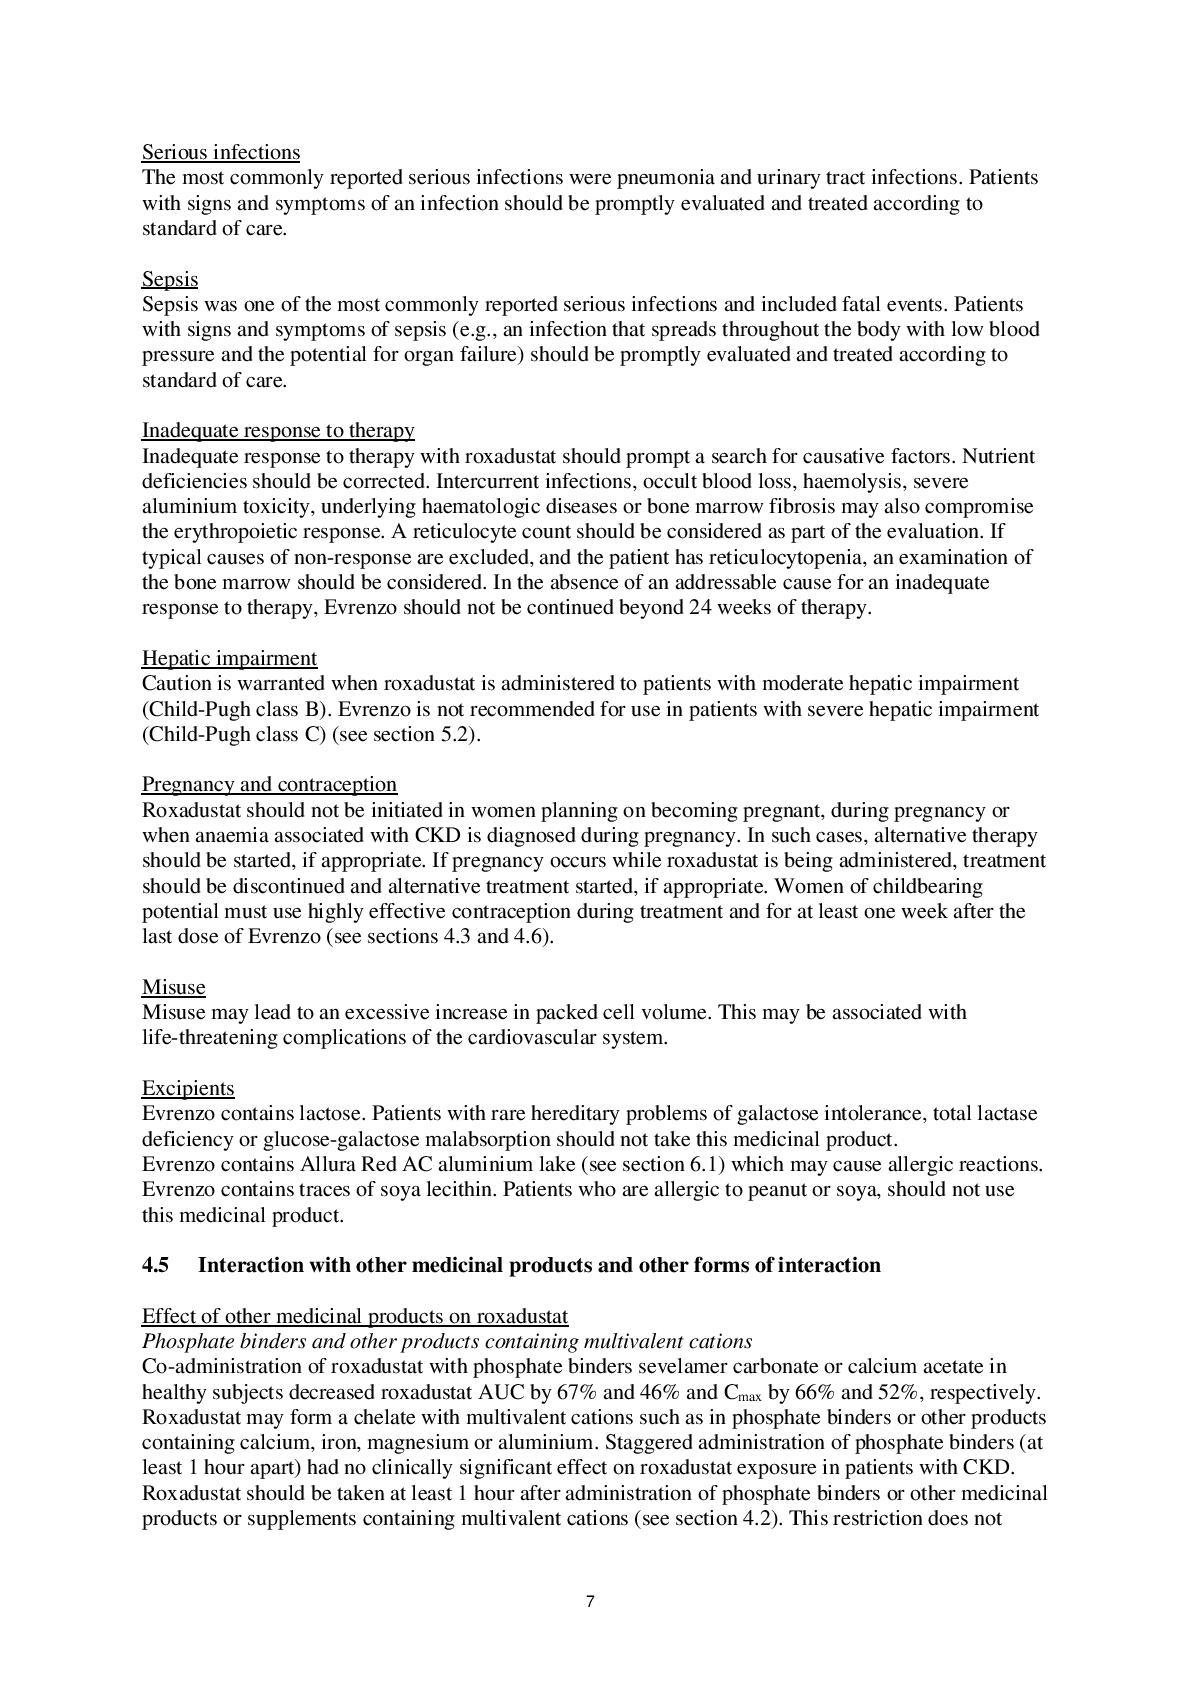 Serious infections
The most commonly reported serious infections were pneumonia and urinary tract infections. Patients
with signs and symptoms of an infection should be promptly evaluated and treated according to
standard of care.
Sepsis
Sepsis was one of the most commonly reported serious infections and included fatal events. Patients
with signs and symptoms of sepsis (e.g., an infection that spreads throughout the body with low blood
pressure and the potential for organ failure) should be promptly evaluated and treated according to
standard of care.
Inadequate response to therapy
Inadequate response to therapy with roxadustat should prompt a search for causative factors. Nutrient
deficiencies should be corrected. Intercurrent infections, occult blood loss, haemolysis, severe
aluminium toxicity, underlying haematologic diseases or bone marrow fibrosis may also compromise
the erythropoietic response. A reticulocyte count should be considered as part of the evaluation. If
typical causes of non-response are excluded, and the patient has reticulocytopenia, an examination of
the bone marrow should be considered. In the absence of an addressable cause for an inadequate
response to therapy, Evrenzo should not be continued beyond 24 weeks of therapy.
Hepatic impairment
Caution is warranted when roxadustat is administered to patients with moderate hepatic impairment
(Child-Pugh class B). Evrenzo is not recommended for use in patients with severe hepatic impairment
(Child-Pugh class C) (see section 5.2).
Pregnancy and contraception
Roxadustat should not be initiated in women planning on becoming pregnant, during pregnancy or
when anaemia associated with CKD is diagnosed during pregnancy. In such cases, alternative therapy
should be started, if appropriate. If pregnancy occurs while roxadustat is being administered, treatment
should be discontinued and alternative treatment started, if appropriate. Women of childbearing
potential must use highly effective contraception during treatment and for at least one week after the
last dose of Evrenzo (see sections 4.3 and 4.6).
Misuse
Misuse may lead to an excessive increase in packed cell volume. This may be associated with
life-threatening complications of the cardiovascular system.
Excipients
Evrenzo contains lactose. Patients with rare hereditary problems of galactose intolerance, total lactase
deficiency or glucose-galactose malabsorption should not take this medicinal product.
Evrenzo contains Allura Red AC aluminium lake (see section 6.1) which may cause allergic reactions.
Evrenzo contains traces of soya lecithin. Patients who are allergic to peanut or soya, should not use
this medicinal product.
4.5 Interaction with other medicinal products and other forms of interaction
Effect of other medicinal products on roxadustat
Phosphate binders and other products containing multivalent cations
Co-administration of roxadustat with phosphate binders sevelamer carbonate or calcium acetate in
healthy subjects decreased roxadustat AUC by 67% and 46% and Cmax by 66% and 52%, respectively.
Roxadustat may form a chelate with multivalent cations such as in phosphate binders or other products
containing calcium, iron, magnesium or aluminium. Staggered administration of phosphate binders (at
least 1 hour apart) had no clinically significant effect on roxadustat exposure in patients with CKD.
Roxadustat should be taken at least 1 hour after administration of phosphate binders or other medicinal
products or supplements containing multivalent cations (see section 4.2). This restriction does not
7